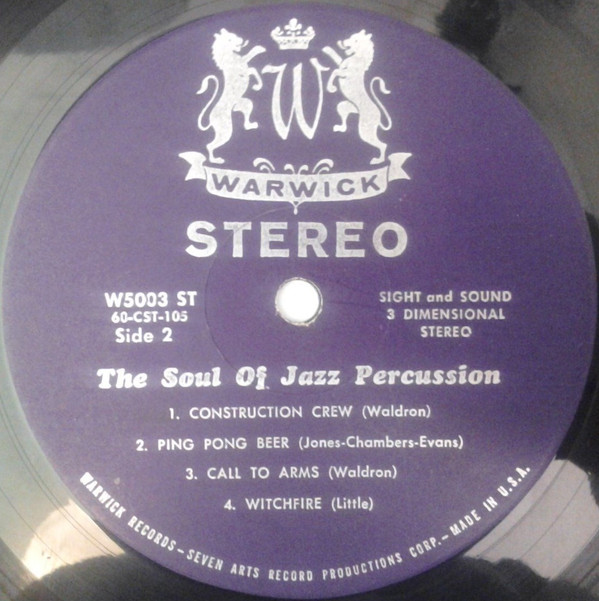 W
WARWICK
STEREO
W5003 ST
60-CST-105
Side 2
SIGHT and SOUND
3 DIMENSIONAL
STEREO
The Soul Of Jazz Percussion
1. CONSTRUCTION CREW (Waldron)
2. PING PONG BEER (Jones-Chambers-Evans)
3. CALL TO ARMS (Waldron)
4. WITCHFIRE (Little)
WARWICK RECORDS—SEVEN ARTS RECORD PRODUCTIONS CORP.—MADE IN U.S.A.